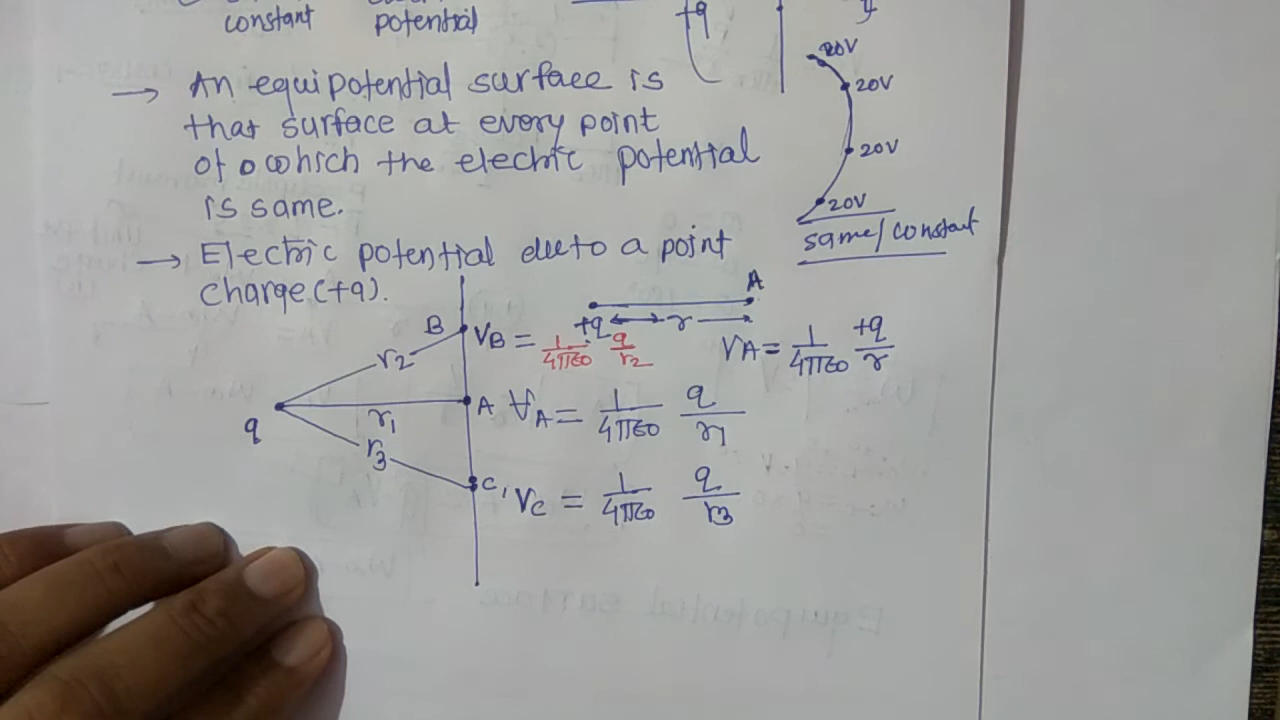 constant potential
+q
y
→ An equipotential surface is
that surface at every point
of which the electric potential
is same.
20V
20V
20V
20V
same/constant
→ Electric potential due to a point
charge (+q).
A
+q r
VA = 1/4πε0 +q/r
B VB = 1/4πε0 q/r2
r2
q r1 A VA = 1/4πε0 q/r1
r3
C, VC = 1/4πε0 q/r3